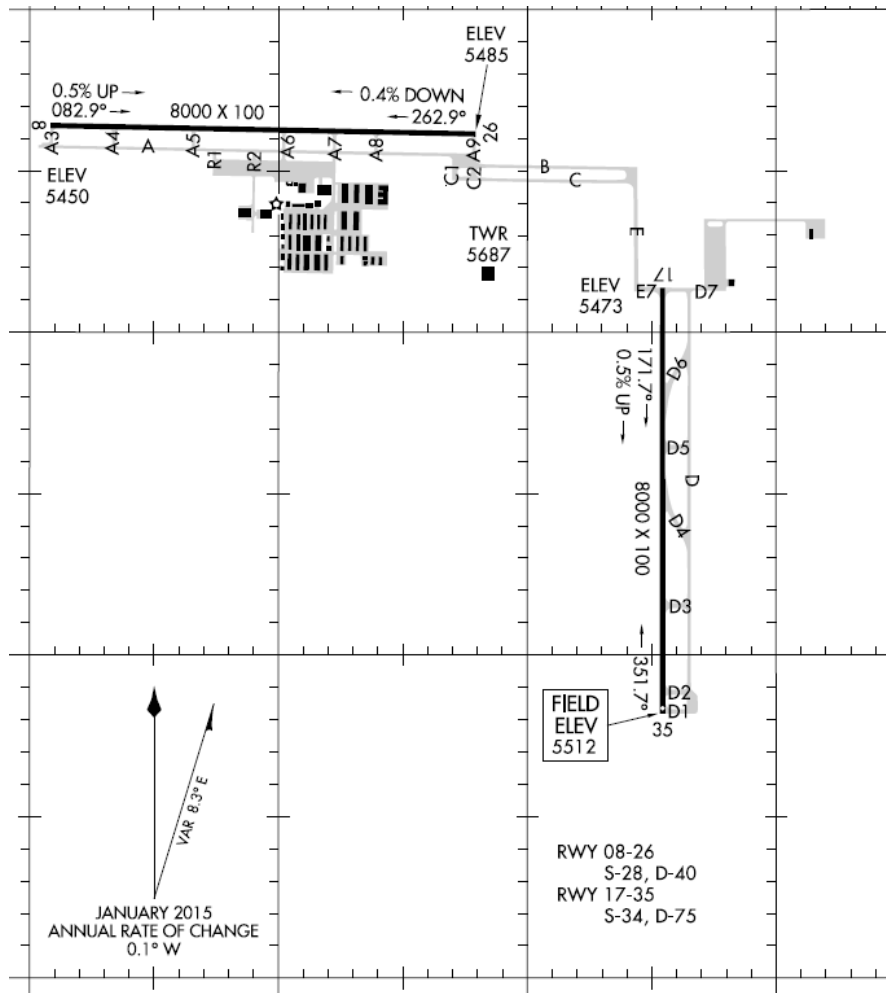 ELEV
5485
0.5% UP
0.4% DOWN
082.9°
8000 X 100
262.9°
8
26
A3
A4
A
A5
R1
R2
A6
A7
A8
A9
C1
C2
B
C
ELEV
5450
E
TWR
5687
17
ELEV
5473
E7
D7
171.7°
0.5% UP
D6
D5
D
8000 X 100
D4
D3
351.7°
D2
D1
FIELD
ELEV
5512
35
VAR 8.3° E
JANUARY 2015
ANNUAL RATE OF CHANGE
0.1° W
RWY 08-26
S-28, D-40
RWY 17-35
S-34, D-75